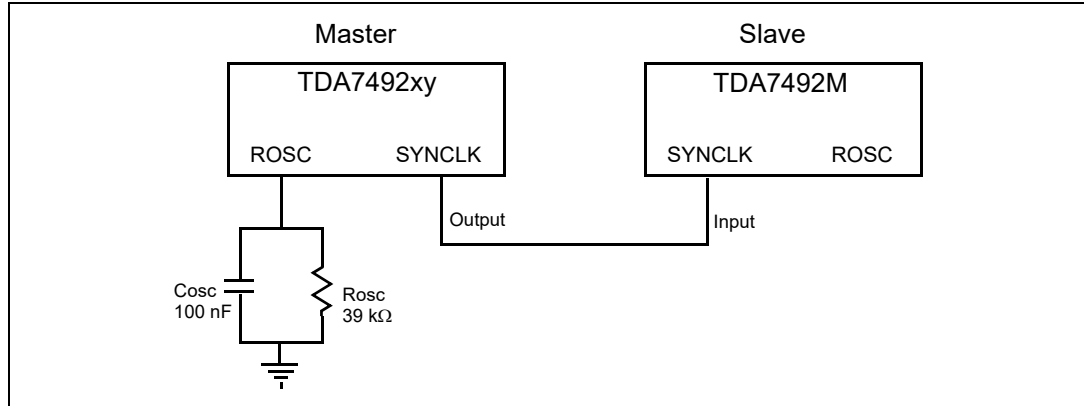 Master
Slave
TDA7492xy
TDA7492M
ROSC
SYNCLK
SYNCLK
ROSC
Output
Input
Cosc
100 nF
Rosc
39 kΩ